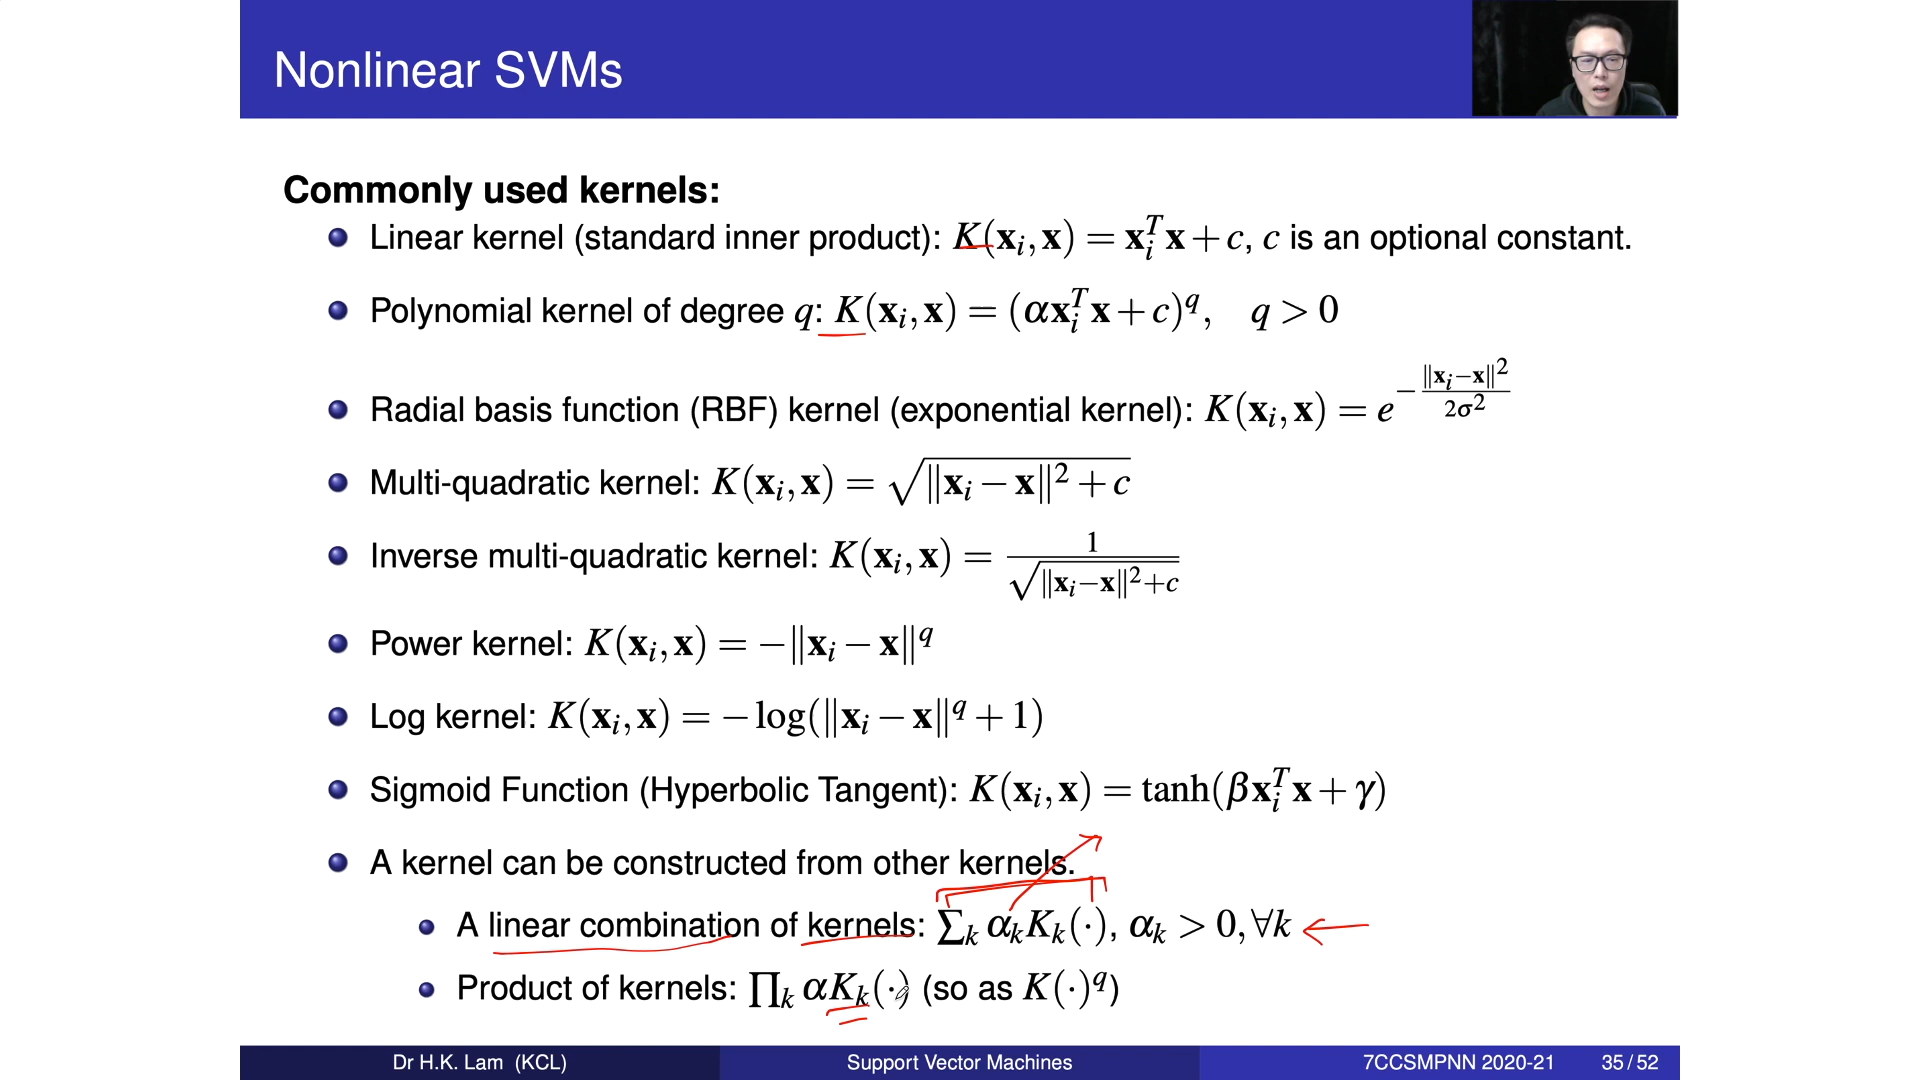 Nonlinear SVMs
Commonly used kernels:
Linear kernel (standard inner product): K(xᵢ, x) = xᵢᵀx + c, c is an optional constant.
Polynomial kernel of degree q: K(xᵢ, x) = (αxᵢᵀx + c)^q, q > 0
Radial basis function (RBF) kernel (exponential kernel): K(xᵢ, x) = e^(−‖xᵢ−x‖²/2σ²)
Multi-quadratic kernel: K(xᵢ, x) = √(‖xᵢ − x‖² + c)
Inverse multi-quadratic kernel: K(xᵢ, x) = 1/√(‖xᵢ−x‖²+c)
Power kernel: K(xᵢ, x) = −‖xᵢ − x‖^q
Log kernel: K(xᵢ, x) = −log(‖xᵢ − x‖^q + 1)
Sigmoid Function (Hyperbolic Tangent): K(xᵢ, x) = tanh(βxᵢᵀx + γ)
A kernel can be constructed from other kernels.
A linear combination of kernels: ∑ₖ αₖKₖ(·), αₖ > 0, ∀k
Product of kernels: ∏ₖ αKₖ(·) (so as K(·)^q)
Dr H.K. Lam (KCL) Support Vector Machines 7CCSMPNN 2020-21 35/52